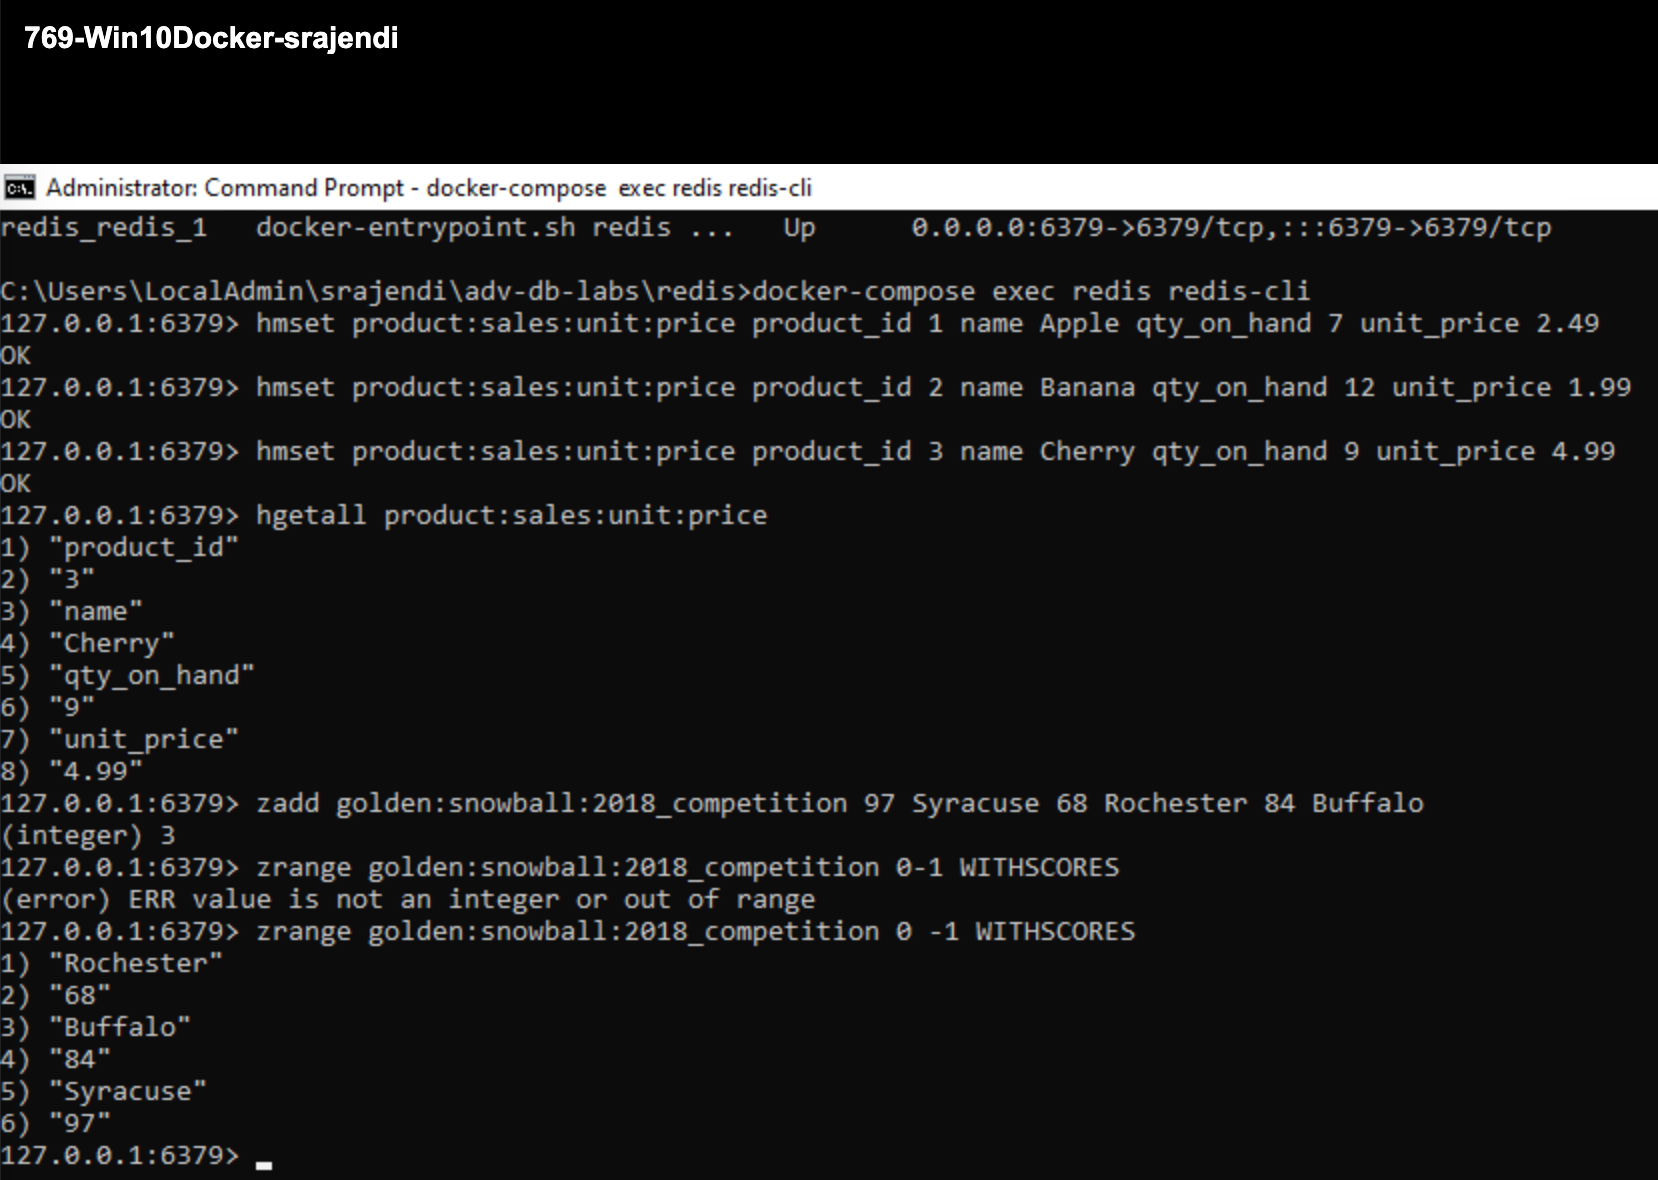 769-Win10Docker-srajendi
Administrator: Command Prompt - docker-compose  exec redis redis-cli
redis_redis_1   docker-entrypoint.sh redis ...   Up      0.0.0.0:6379->6379/tcp,:::6379->6379/tcp
C:\Users\LocalAdmin\srajendi\adv-db-labs\redis>docker-compose exec redis redis-cli
127.0.0.1:6379> hmset product:sales:unit:price product_id 1 name Apple qty_on_hand 7 unit_price 2.49
OK
127.0.0.1:6379> hmset product:sales:unit:price product_id 2 name Banana qty_on_hand 12 unit_price 1.99
OK
127.0.0.1:6379> hmset product:sales:unit:price product_id 3 name Cherry qty_on_hand 9 unit_price 4.99
OK
127.0.0.1:6379> hgetall product:sales:unit:price
1) "product_id"
2) "3"
3) "name"
4) "Cherry"
5) "qty_on_hand"
6) "9"
7) "unit_price"
8) "4.99"
127.0.0.1:6379> zadd golden:snowball:2018_competition 97 Syracuse 68 Rochester 84 Buffalo
(integer) 3
127.0.0.1:6379> zrange golden:snowball:2018_competition 0-1 WITHSCORES
(error) ERR value is not an integer or out of range
127.0.0.1:6379> zrange golden:snowball:2018_competition 0 -1 WITHSCORES
1) "Rochester"
2) "68"
3) "Buffalo"
4) "84"
5) "Syracuse"
6) "97"
127.0.0.1:6379>